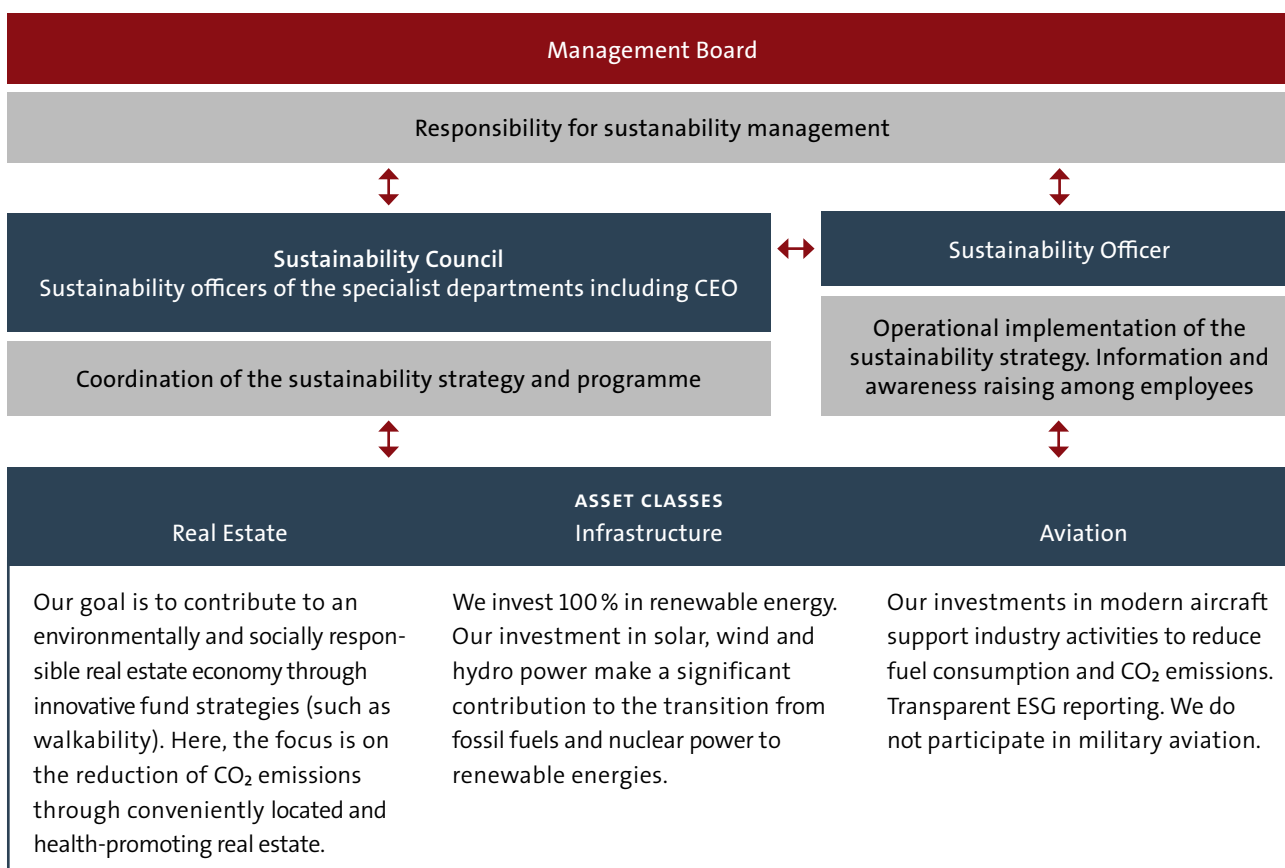 Management Board
Responsibility for sustanability management
Sustainability Council
Sustainability officers of the specialist departments including CEO
Coordination of the sustainability strategy and programme
Sustainability Officer
Operational implementation of the
sustainability strategy. Information and
awareness raising among employees
ASSET CLASSES
Real Estate
Infrastructure
Aviation
Our goal is to contribute to an
environmentally and socially respon-
sible real estate economy through
innovative fund strategies (such as
walkability). Here, the focus is on
the reduction of CO₂ emissions
through conveniently located and
health-promoting real estate.
We invest 100 % in renewable energy.
Our investment in solar, wind and
hydro power make a significant
contribution to the transition from
fossil fuels and nuclear power to
renewable energies.
Our investments in modern aircraft
support industry activities to reduce
fuel consumption and CO₂ emissions.
Transparent ESG reporting. We do
not participate in military aviation.